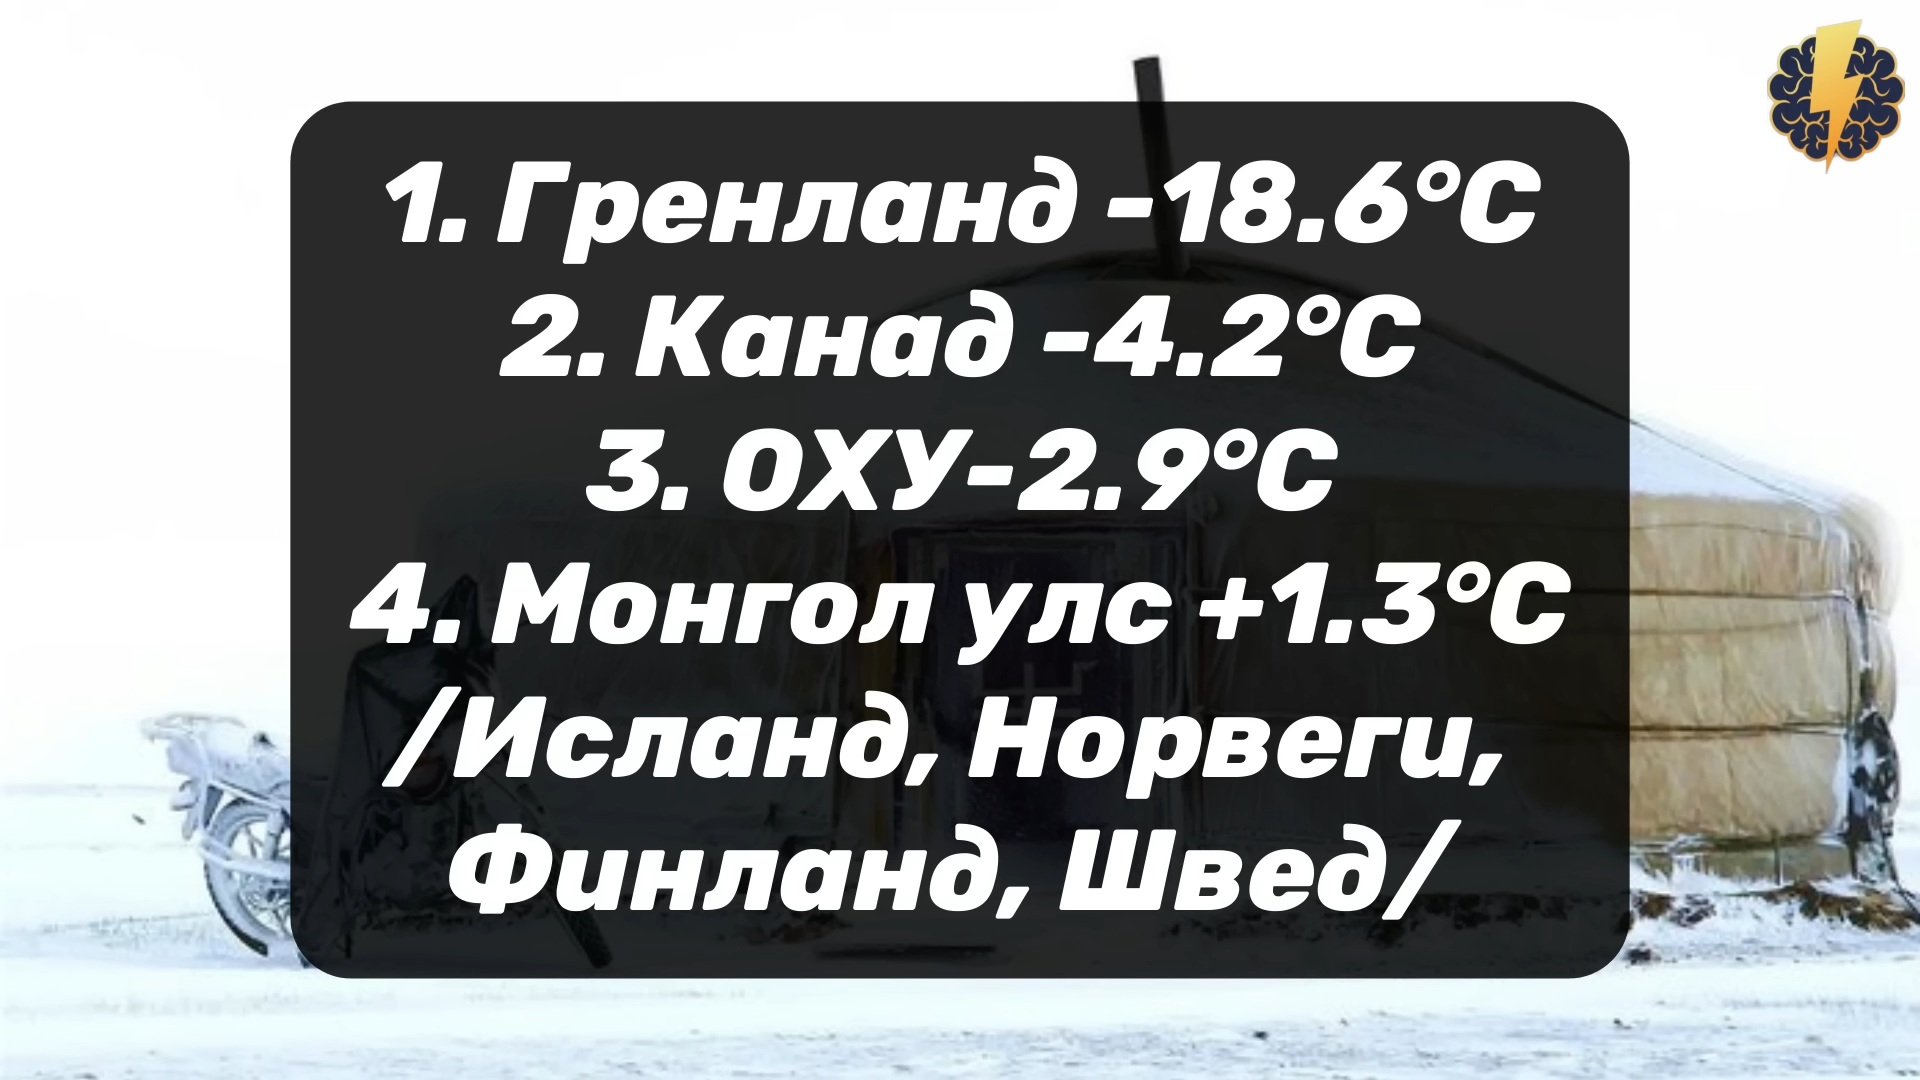 1. Гренланд -18.6°C
2. Канад -4.2°C
3. ОХУ-2.9°C
4. Монгол улс +1.3°C
/Исланд, Норвеги,
Финланд, Швед/